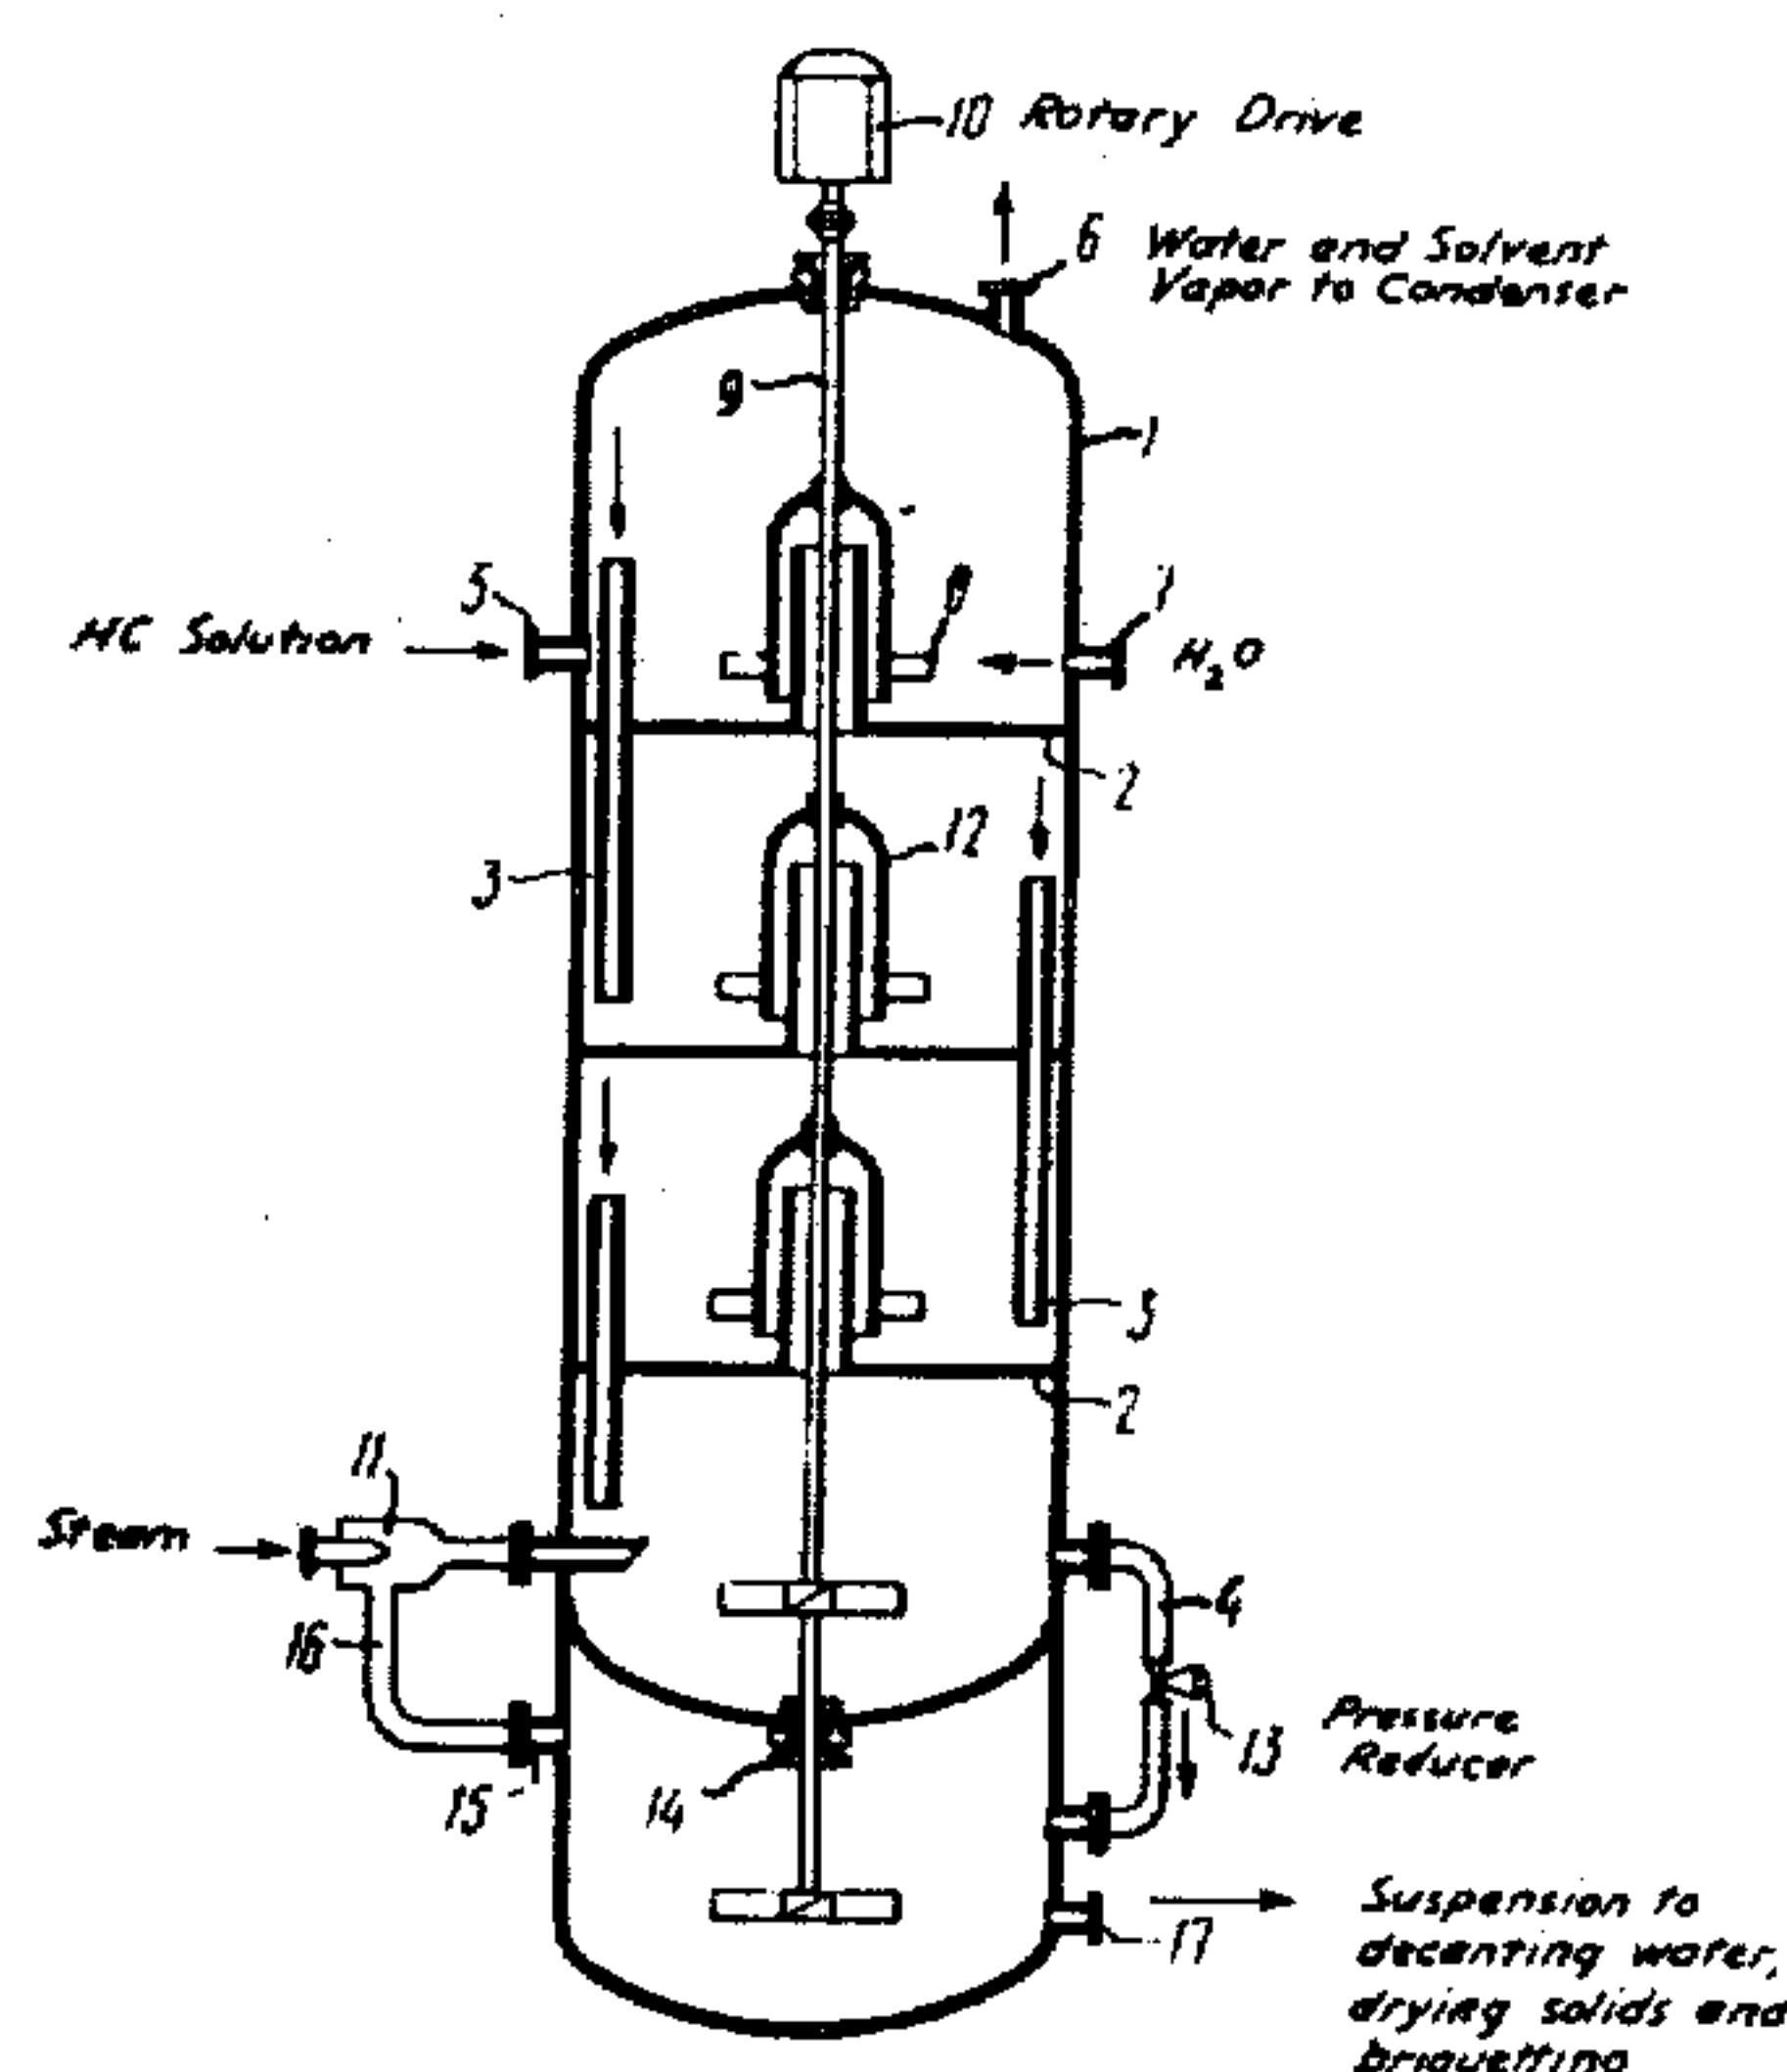 10 Rotary Drive
6 Water and Solvent
Vapor to Condenser
9
1
5
7
HC Solution
H2O
2
12
3
3
2
11
Steam
4
16
Pressure
13 Reducer
15
14
Suspension to
17 decanting water,
drying solids and
briquetting